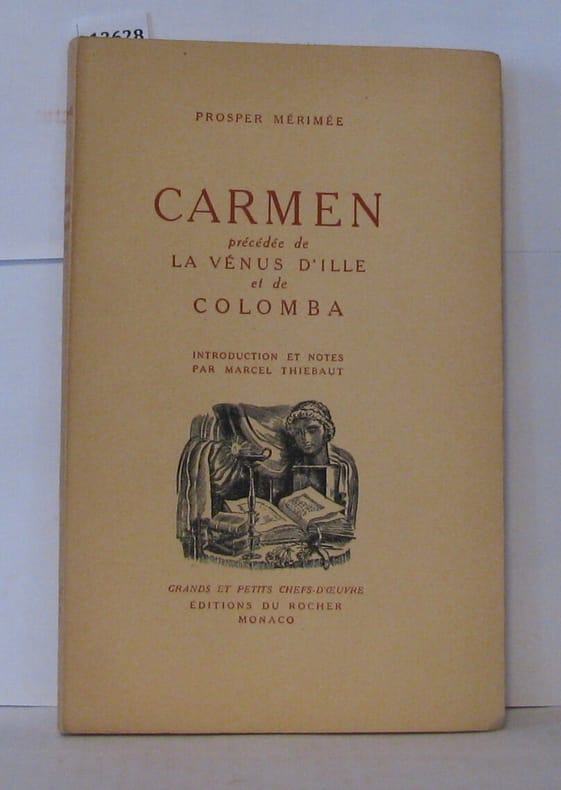 13628
PROSPER MÉRIMÉE
CARMEN
précédée de
LA VÉNUS D'ILLE
et de
COLOMBA
INTRODUCTION ET NOTES
PAR MARCEL THIEBAUT
GRANDS ET PETITS CHEFS-D'ŒUVRE
ÉDITIONS DU ROCHER
MONACO